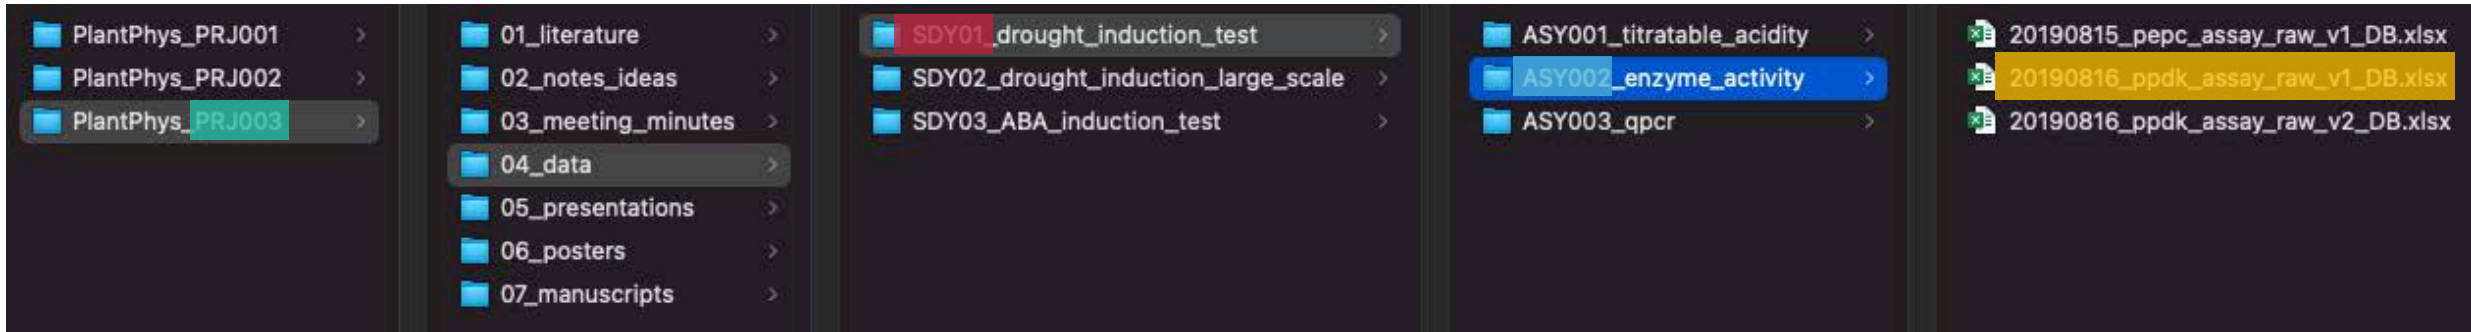 PlantPhys_PRJ001
PlantPhys_PRJ002
PlantPhys_PRJ003
01_literature
02_notes_ideas
03_meeting_minutes
04_data
05_presentations
06_posters
07_manuscripts
SDY01_drought_induction_test
SDY02_drought_induction_large_scale
SDY03_ABA_induction_test
ASY001_titratable_acidity
ASY002_enzyme_activity
ASY003_qpcr
20190815_pepc_assay_raw_v1_DB.xlsx
20190816_ppdk_assay_raw_v1_DB.xlsx
20190816_ppdk_assay_raw_v2_DB.xlsx